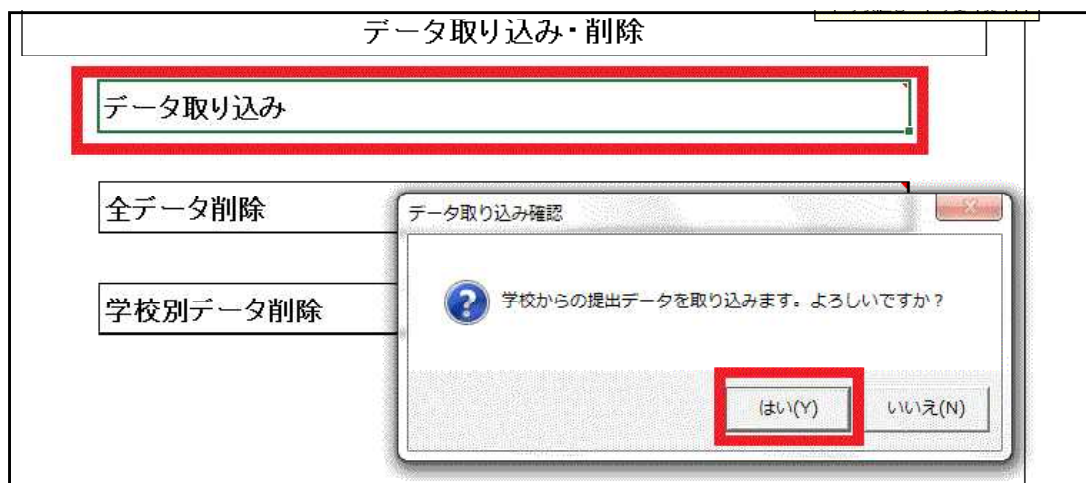 データ取り込み・削除
データ取り込み
全データ削除
データ取り込み確認
学校からの提出データを取り込みます。よろしいですか？
学校別データ削除
はい(Y)
いいえ(N)